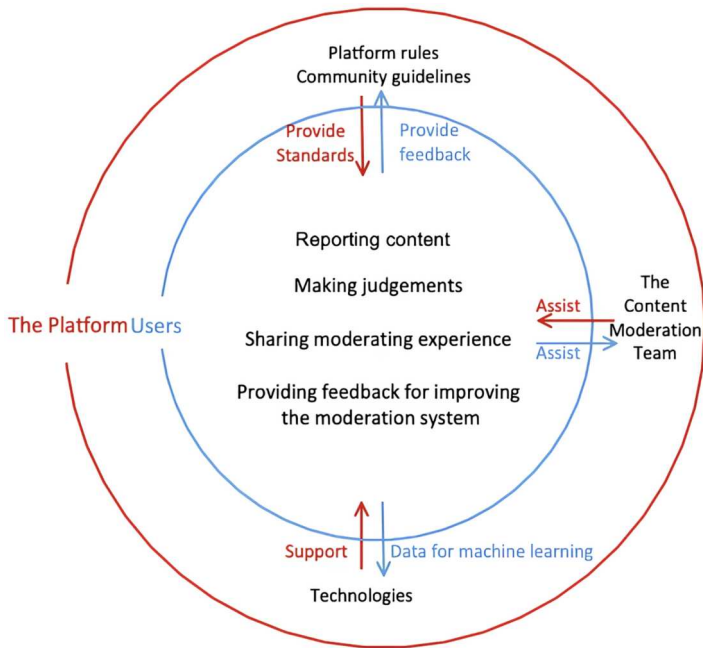 Platform rules
Community guidelines
Provide
Standards
Provide
feedback
Reporting content
Making judgements
Sharing moderating experience
Providing feedback for improving
the moderation system
The Platform
Users
Assist
Assist
The
Content
Moderation
Team
Support
Data for machine learning
Technologies